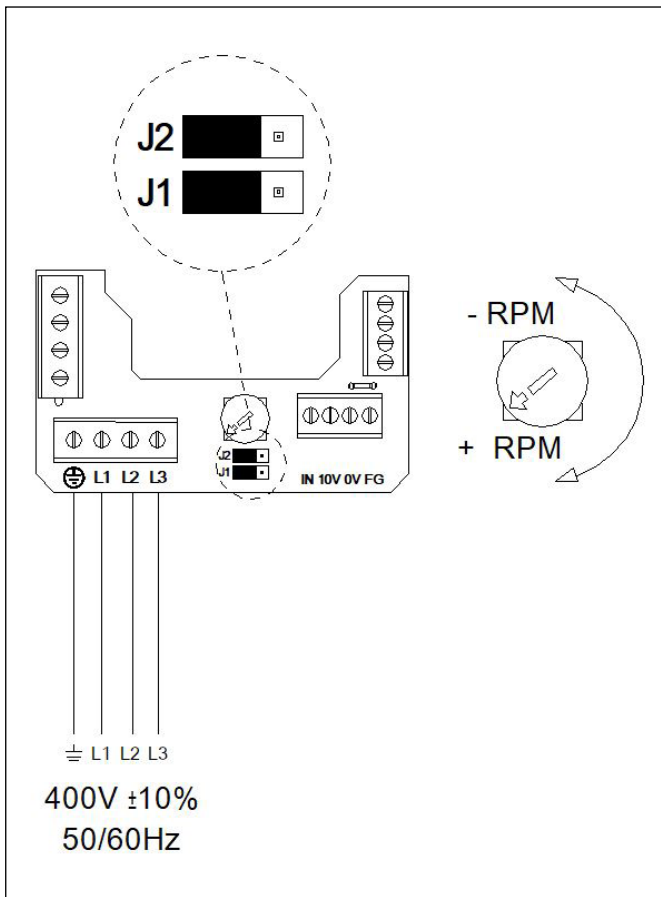 J2
J1
- RPM
+ RPM
J2
J1
L1 L2 L3
IN 10V 0V FG
L1 L2 L3
400V ±10%
50/60Hz